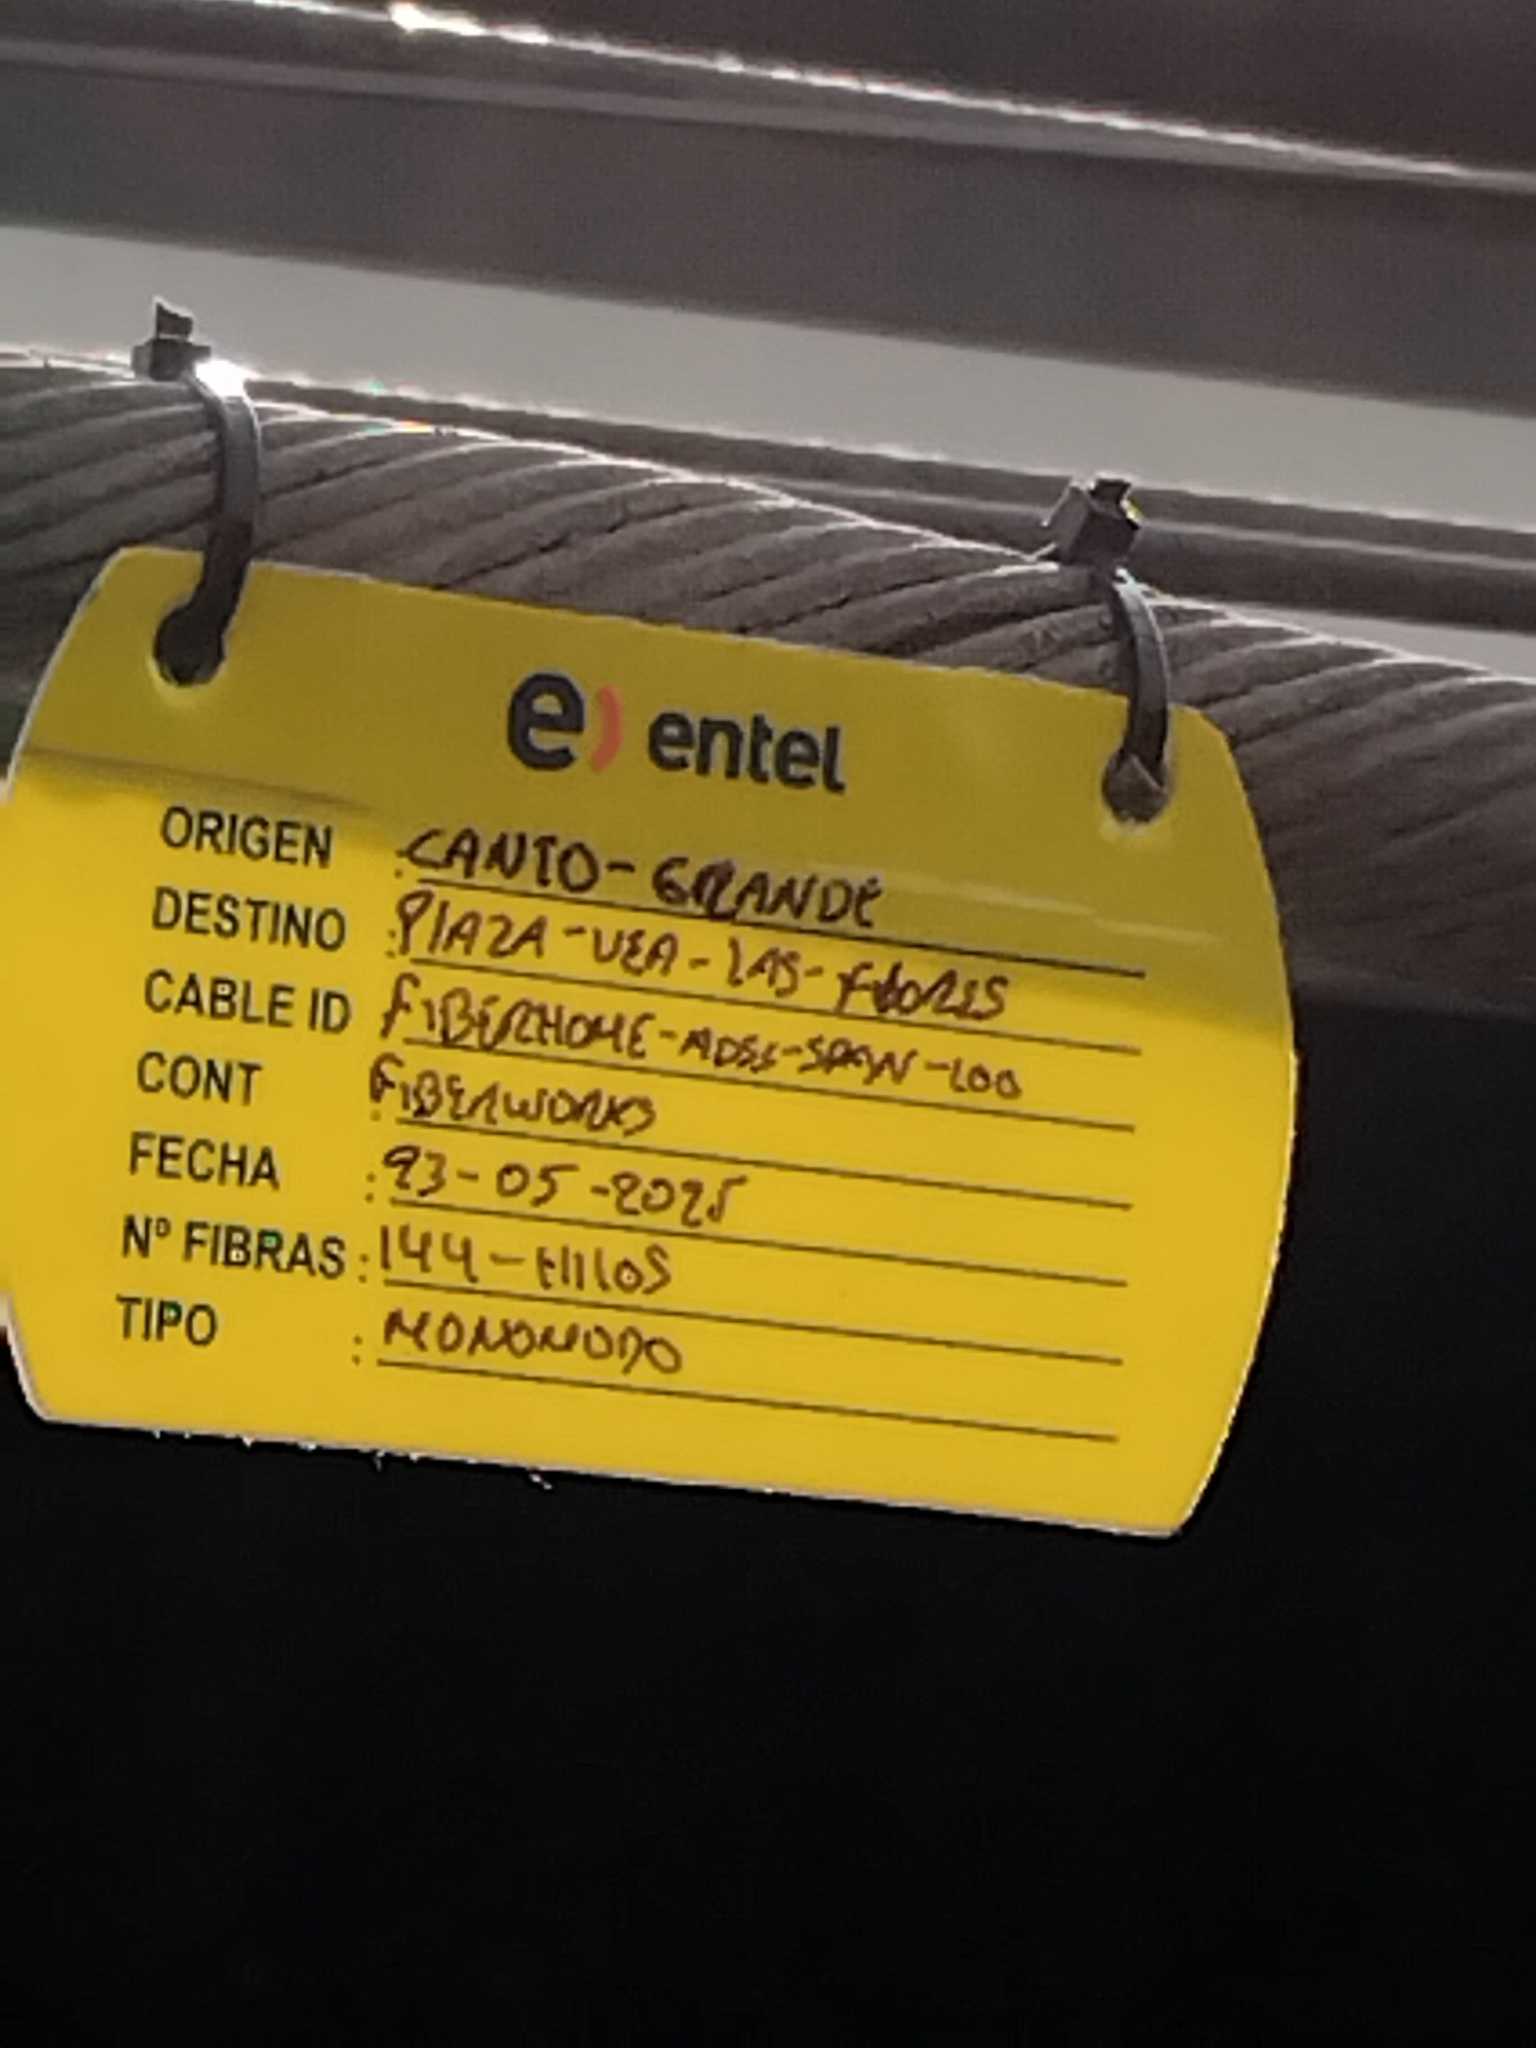 e) entel
ORIGEN : CANTO-GRANDE
DESTINO : PLAZA-VEA-LAS-FLORES
CABLE ID : FIBERHOME-ADSS-SPAN-100
CONT : FIBERWORKS
FECHA : 23-05-2025
Nº FIBRAS : 144-HILOS
TIPO : MONOMODO